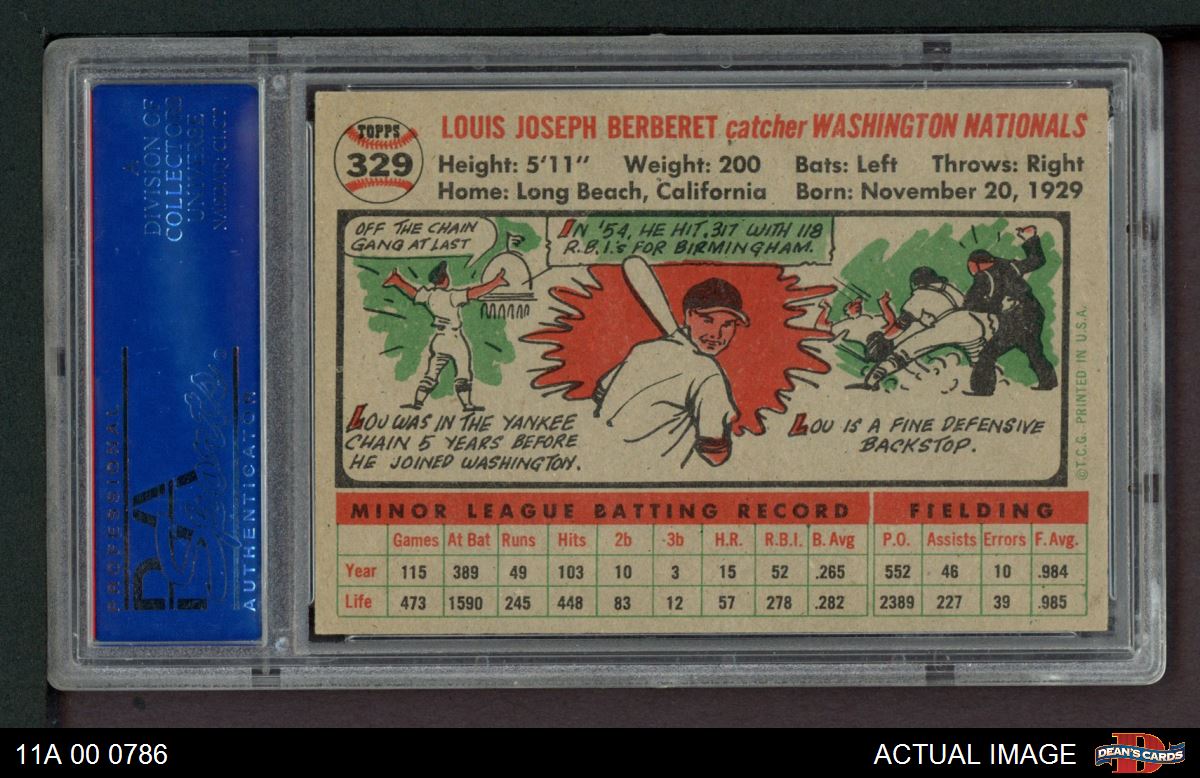 A
DIVISION OF
COLLECTORS
UNIVERSE
NASDAQ: CLCT
PROFESSIONAL
PSA
Sports
AUTHENTICATOR
TOPPS
329
LOUIS JOSEPH BERBERET catcher WASHINGTON NATIONALS
Height: 5'11" Weight: 200 Bats: Left Throws: Right
Home: Long Beach, California Born: November 20, 1929
OFF THE CHAIN
GANG AT LAST
IN '54, HE HIT .317 WITH 118
R.B.I.'s FOR BIRMINGHAM.
LOU WAS IN THE YANKEE
CHAIN 5 YEARS BEFORE
HE JOINED WASHINGTON.
LOU IS A FINE DEFENSIVE
BACKSTOP.
©T.C.G. PRINTED IN U.S.A.
MINOR LEAGUE BATTING RECORD FIELDING
Games At Bat Runs Hits 2b 3b H.R. R.B.I. B. Avg P.O. Assists Errors F. Avg.
Year 115 389 49 103 10 3 15 52 .265 552 46 10 .984
Life 473 1590 245 448 83 12 57 278 .282 2389 227 39 .985
11A 00 0786
ACTUAL IMAGE
DEAN'S CARDS